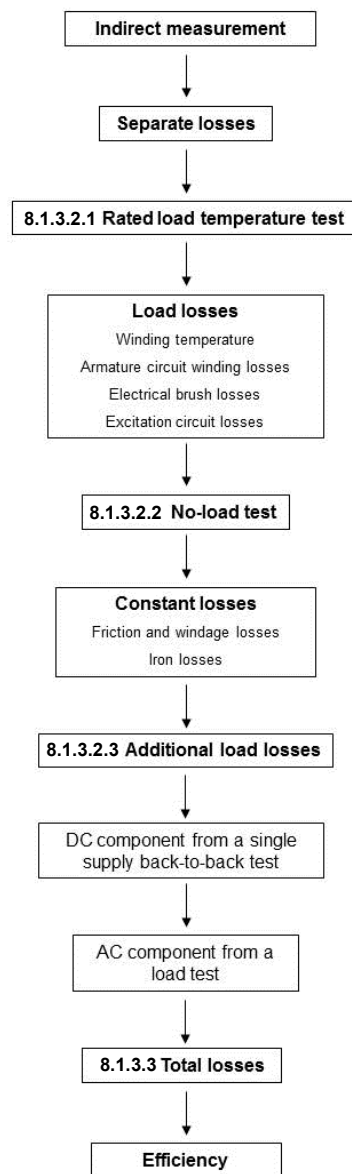 Indirect measurement
Separate losses
8.1.3.2.1 Rated load temperature test
Load losses
Winding temperature
Armature circuit winding losses
Electrical brush losses
Excitation circuit losses
8.1.3.2.2 No-load test
Constant losses
Friction and windage losses
Iron losses
8.1.3.2.3 Additional load losses
DC component from a single
supply back-to-back test
AC component from a
load test
8.1.3.3 Total losses
Efficiency